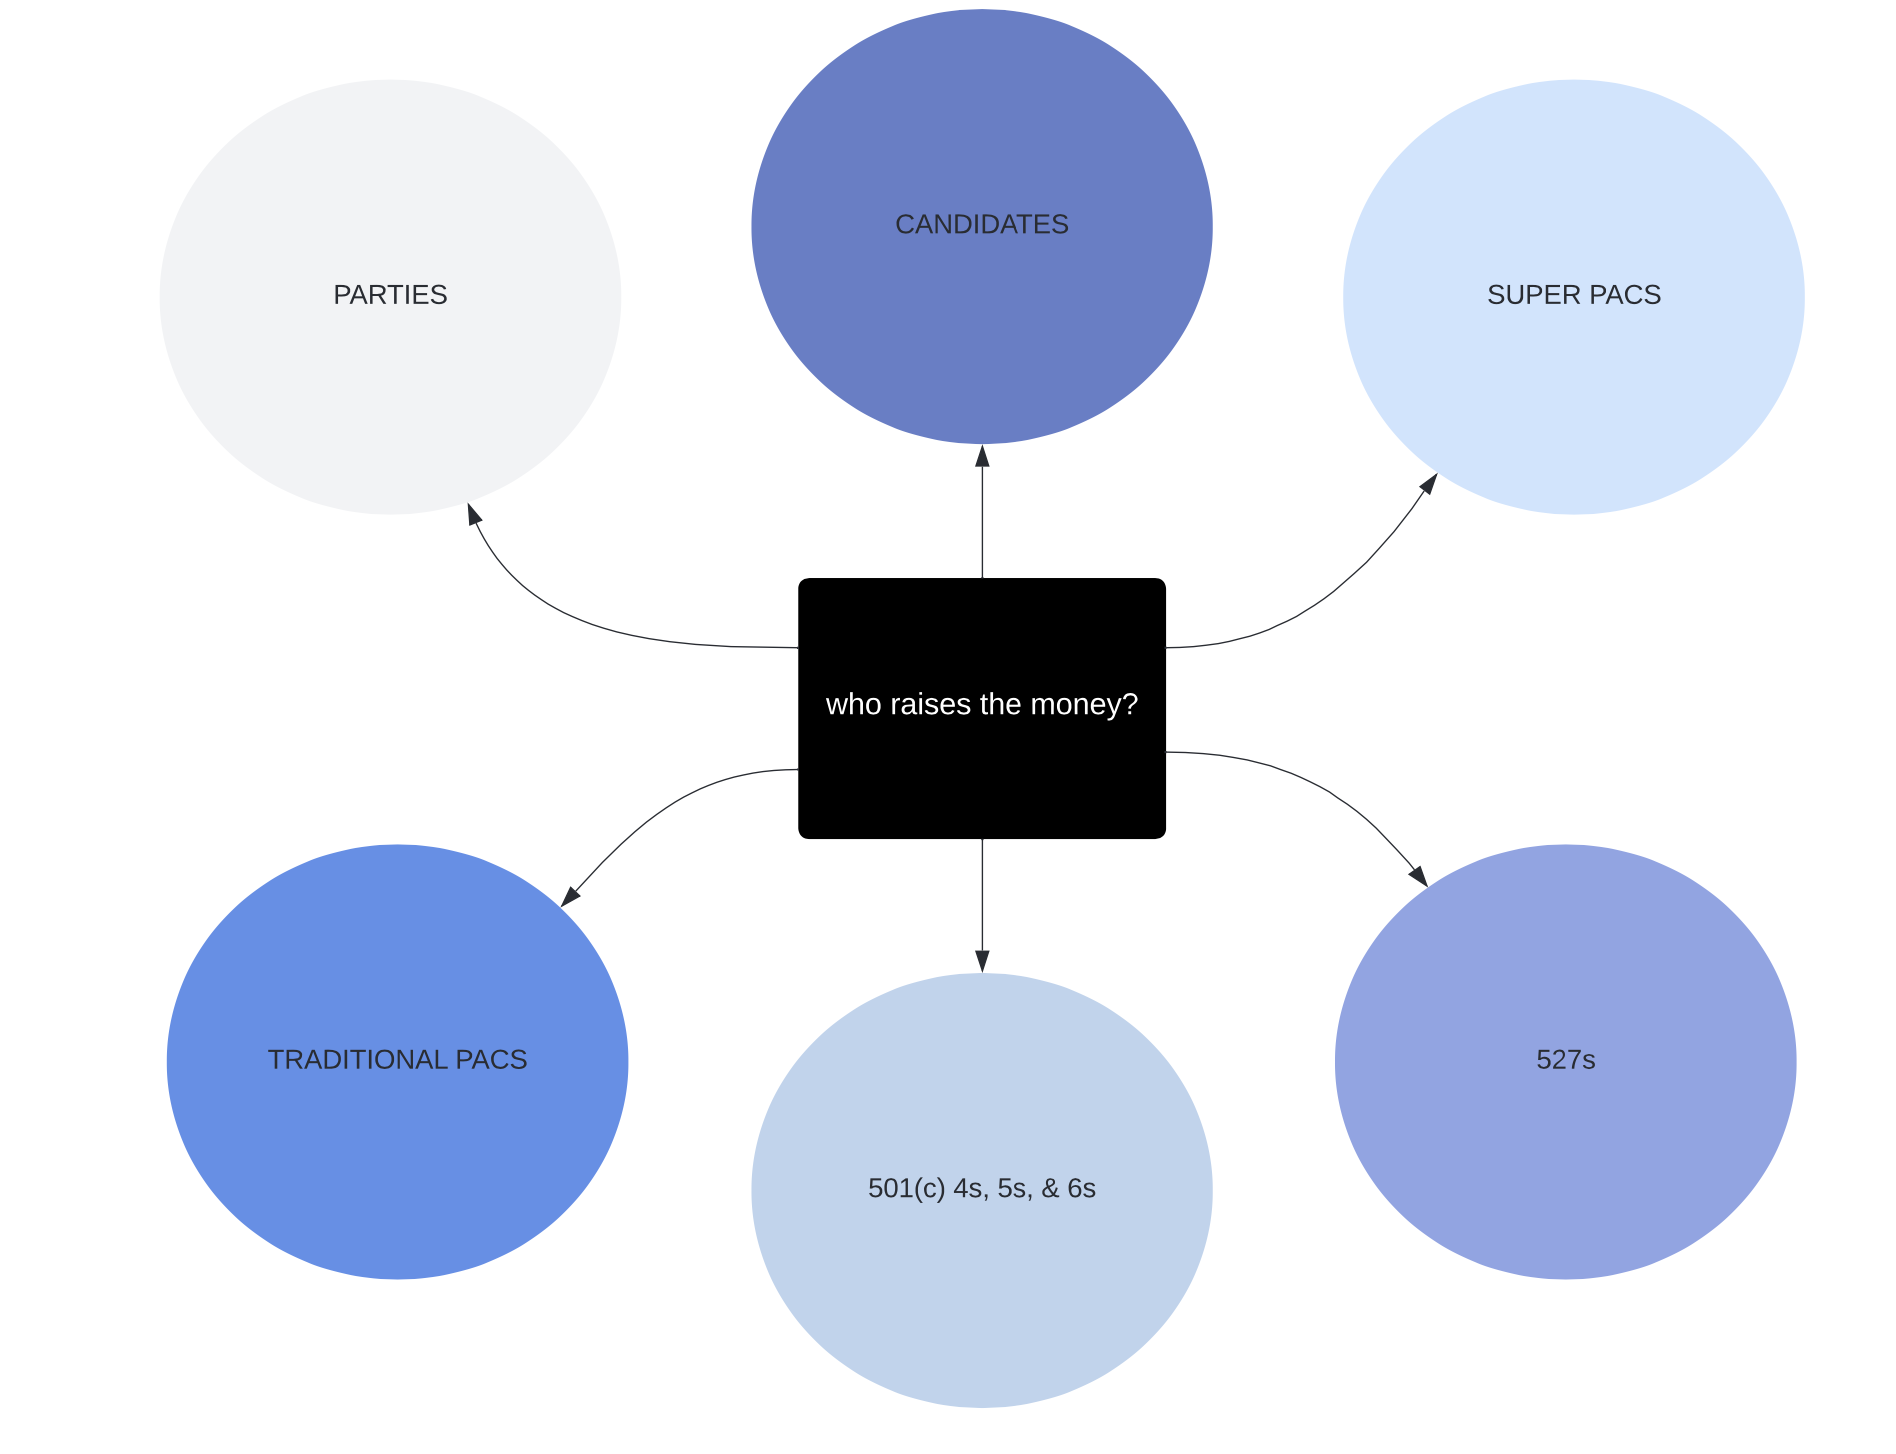 CANDIDATES
PARTIES
SUPER PACS
who raises the money?
TRADITIONAL PACS
527s
501(c) 4s, 5s, & 6s